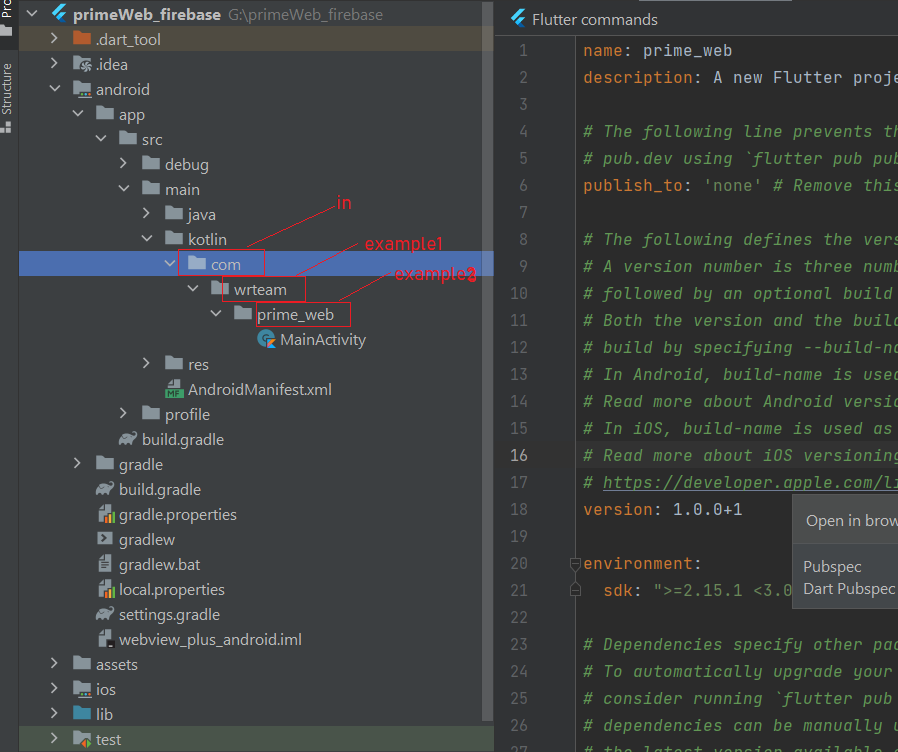 Structure
primeWeb_firebase G:\primeWeb_firebase
.dart_tool
.idea
android
app
src
debug
main
java
kotlin
com
wrteam
prime_web
MainActivity
res
AndroidManifest.xml
profile
build.gradle
gradle
build.gradle
gradle.properties
gradlew
gradlew.bat
local.properties
settings.gradle
webview_plus_android.iml
assets
ios
lib
test
in
example1
Flutter commands
1 name: prime_web
2 description: A new Flutter proje
3
4 # The following line prevents th
5 # pub.dev using `flutter pub pub
6 publish_to: 'none' # Remove this
7
8 # The following defines the vers
9 # A version number is three numb
10 # followed by an optional build
11 # Both the version and the build
12 # build by specifying --build-na
13 # In Android, build-name is used
14 # Read more about Android versio
15 # In iOS, build-name is used as
16 # Read more about iOS versioning
17 # https://developer.apple.com/li
18 version: 1.0.0+1
19
20 environment:
21 sdk: ">=2.15.1 <3.0
22
23 # Dependencies specify other pac
24 # To automatically upgrade your
25 # consider running `flutter pub
26 # dependencies can be manually u
27 # the latest version available
Open in brow
Pubspec
Dart Pubspec